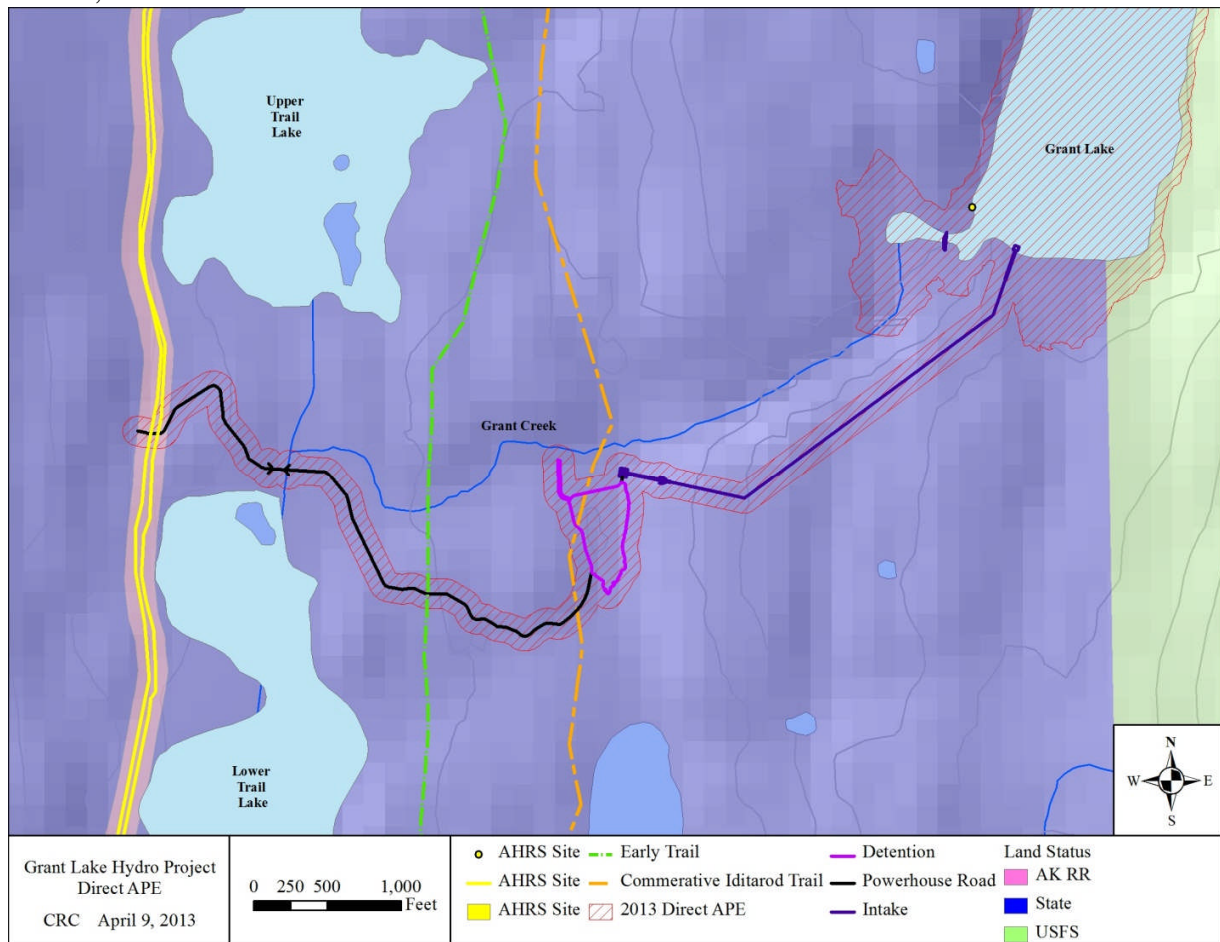 Upper
Trail
Lake
Grant Lake
Grant Creek
Lower
Trail
Lake
N
W E
S
Grant Lake Hydro Project
Direct APE
CRC April 9, 2013
0 250 500 1,000
Feet
AHRS Site
AHRS Site
AHRS Site
Early Trail
Commerative Iditarod Trail
2013 Direct APE
Detention
Powerhouse Road
Intake
Land Status
AK RR
State
USFS